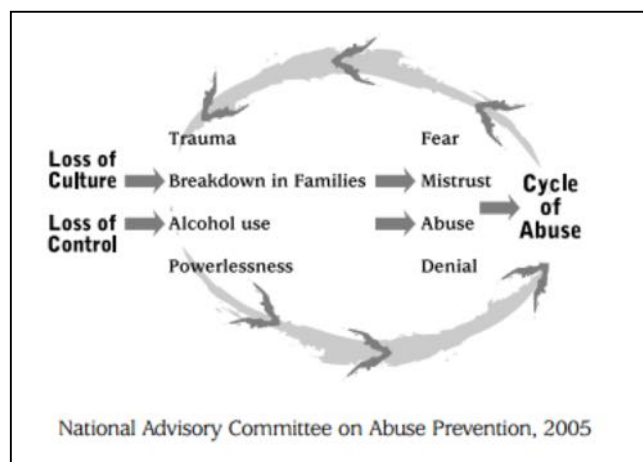 Trauma
Fear
Loss of
Culture
Breakdown in Families
Mistrust
Cycle
of
Abuse
Loss of
Control
Alcohol use
Abuse
Powerlessness
Denial
National Advisory Committee on Abuse Prevention, 2005